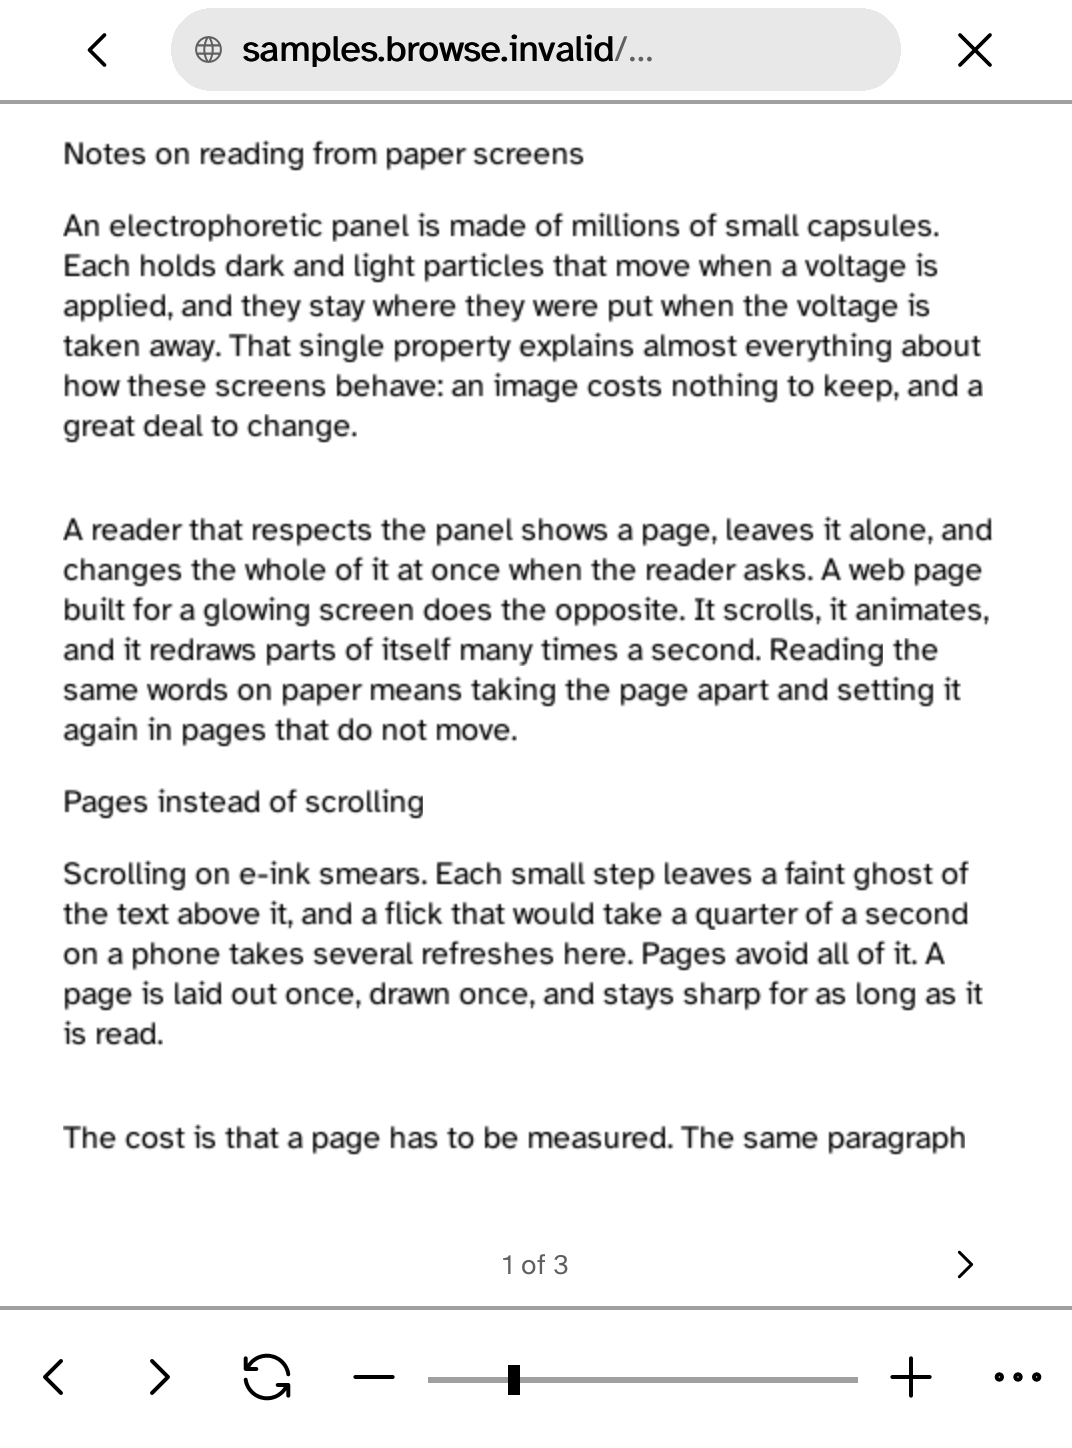 samples.browse.invalid/...
Notes on reading from paper screens
An electrophoretic panel is made of millions of small capsules.
Each holds dark and light particles that move when a voltage is
applied, and they stay where they were put when the voltage is
taken away. That single property explains almost everything about
how these screens behave: an image costs nothing to keep, and a
great deal to change.
A reader that respects the panel shows a page, leaves it alone, and
changes the whole of it at once when the reader asks. A web page
built for a glowing screen does the opposite. It scrolls, it animates,
and it redraws parts of itself many times a second. Reading the
same words on paper means taking the page apart and setting it
again in pages that do not move.
Pages instead of scrolling
Scrolling on e-ink smears. Each small step leaves a faint ghost of
the text above it, and a flick that would take a quarter of a second
on a phone takes several refreshes here. Pages avoid all of it. A
page is laid out once, drawn once, and stays sharp for as long as it
is read.
The cost is that a page has to be measured. The same paragraph
1 of 3